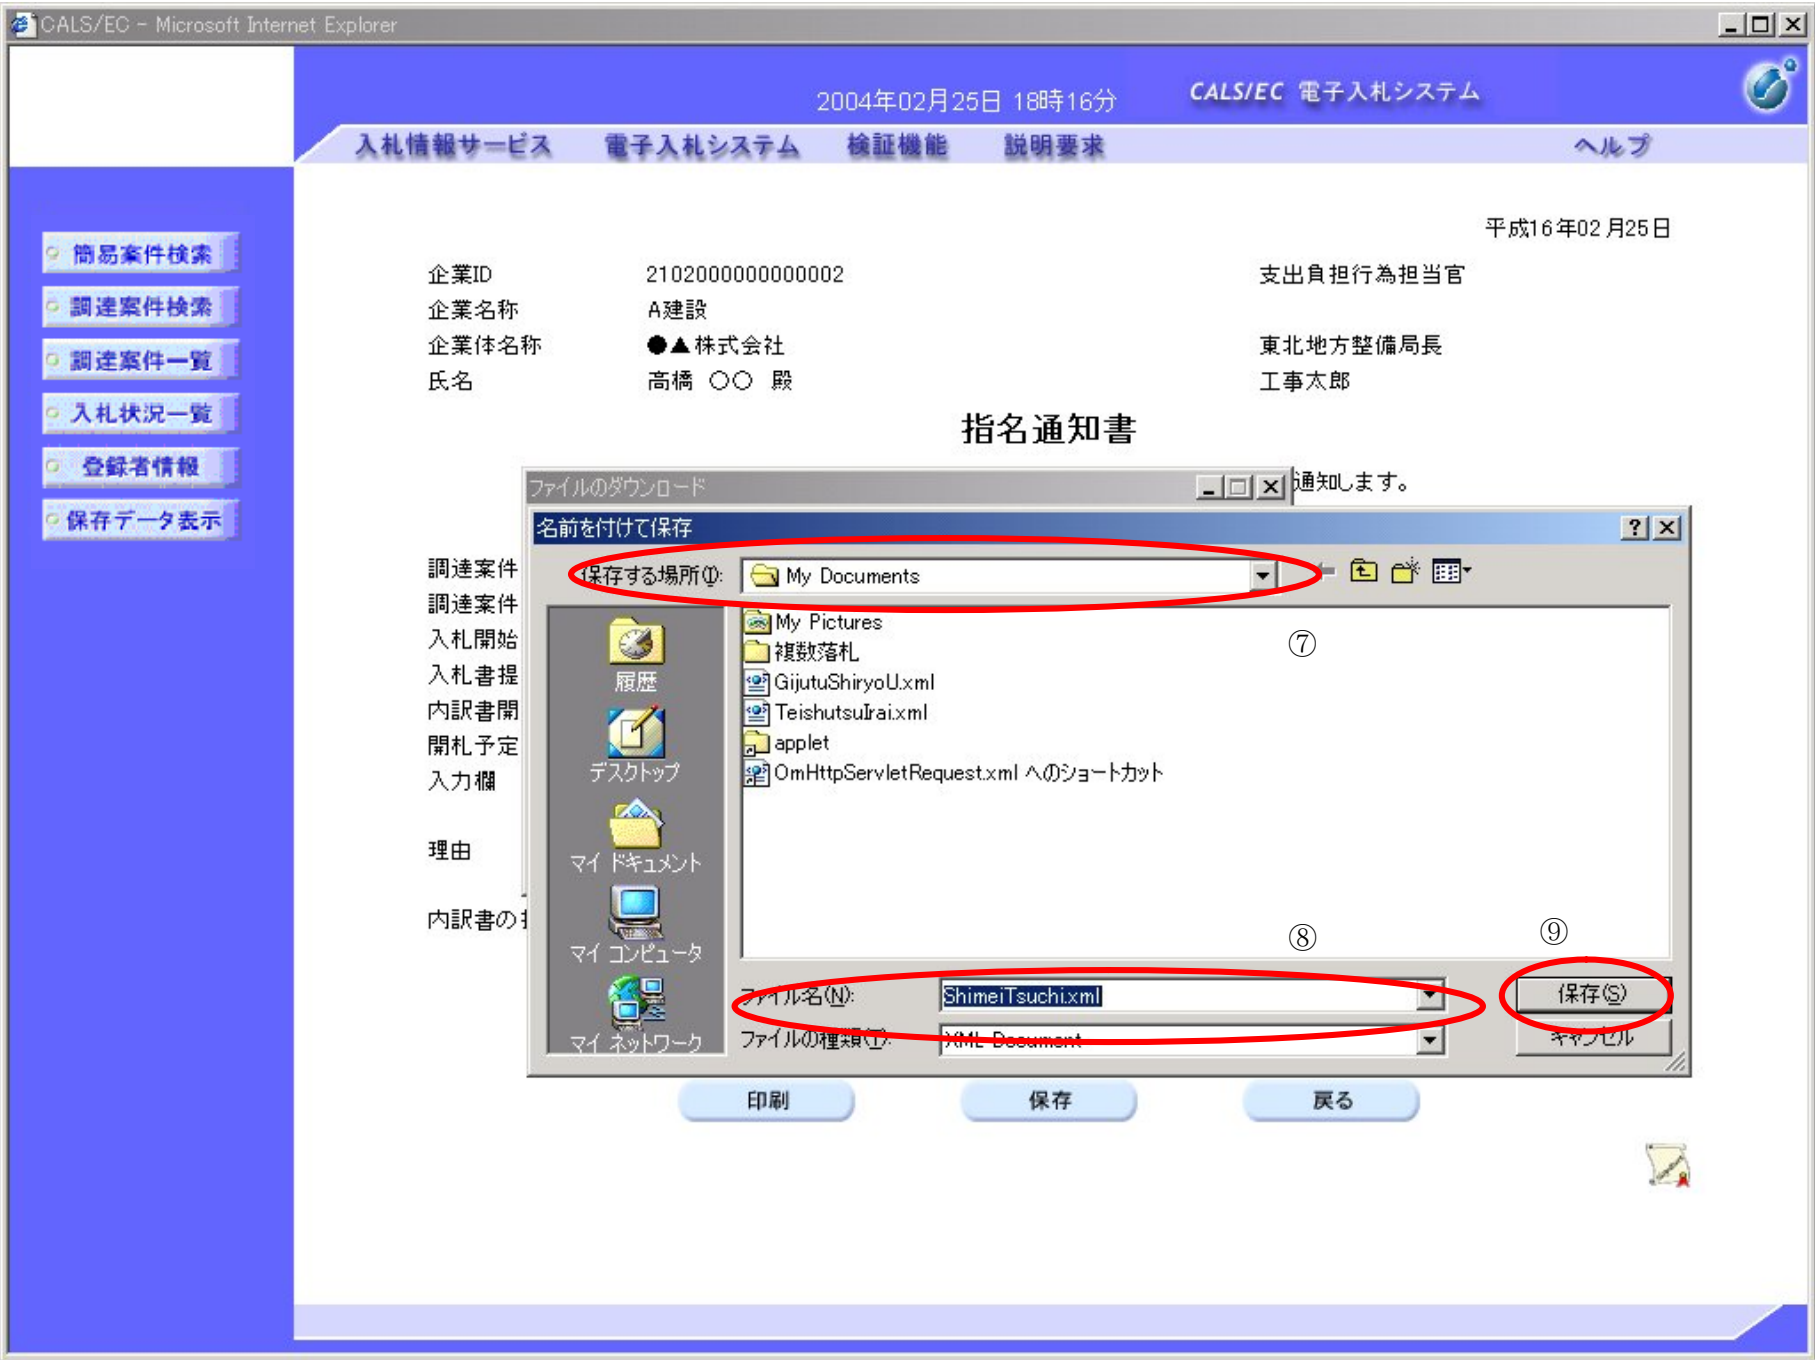 CALS/EC - Microsoft Internet Explorer
2004年02月25日 18時16分
CALS/EC 電子入札システム
入札情報サービス 電子入札システム 検証機能 説明要求 ヘルプ
簡易案件検索
調達案件検索
調達案件一覧
入札状況一覧
登録者情報
保存データ表示
平成16年02月25日
企業ID 2102000000000002 支出負担行為担当官
企業名称 A建設
企業体名称 ●▲株式会社 東北地方整備局長
氏名 高橋 〇〇 殿 工事太郎
指名通知書
通知します。
調達案件
調達案件
入札開始
入札書提
内訳書開
開札予定
入力欄
理由
内訳書の
ファイルのダウンロード
名前を付けて保存
保存する場所(I): My Documents
履歴
デスクトップ
マイ ドキュメント
マイ コンピュータ
マイ ネットワーク
My Pictures
複数落札
GijutuShiryoU.xml
TeishutsuIrai.xml
applet
OmHttpServletRequest.xml へのショートカット
⑦
⑧
⑨
ファイル名(N): ShimeiTsuchi.xml 保存(S)
ファイルの種類(T): XML Document キャンセル
印刷 保存 戻る